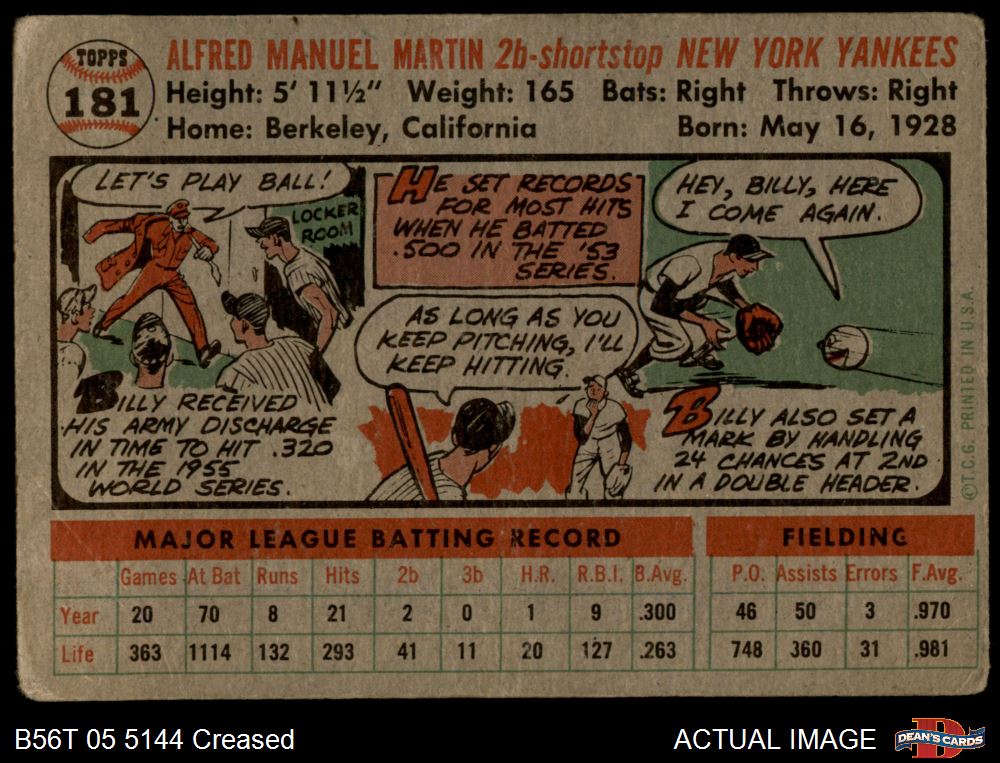 TOPPS
181
ALFRED MANUEL MARTIN 2b-shortstop NEW YORK YANKEES
Height: 5' 11½" Weight: 165 Bats: Right Throws: Right
Home: Berkeley, California Born: May 16, 1928
LET'S PLAY BALL!
LOCKER
ROOM
BILLY RECEIVED
HIS ARMY DISCHARGE
IN TIME TO HIT .320
IN THE 1955
WORLD SERIES.
HE SET RECORDS
FOR MOST HITS
WHEN HE BATTED
.500 IN THE '53
SERIES.
AS LONG AS YOU
KEEP PITCHING, I'LL
KEEP HITTING.
HEY, BILLY, HERE
I COME AGAIN.
BILLY ALSO SET A
MARK BY HANDLING
24 CHANCES AT 2ND
IN A DOUBLE HEADER.
©T.C.G. PRINTED IN U.S.A.
MAJOR LEAGUE BATTING RECORD FIELDING
Games At Bat Runs Hits 2b 3b H.R. R.B.I. B.Avg. P.O. Assists Errors F.Avg.
Year 20 70 8 21 2 0 1 9 .300 46 50 3 .970
Life 363 1114 132 293 41 11 20 127 .263 748 360 31 .981
B56T 05 5144 Creased ACTUAL IMAGE
DEAN'S CARDS